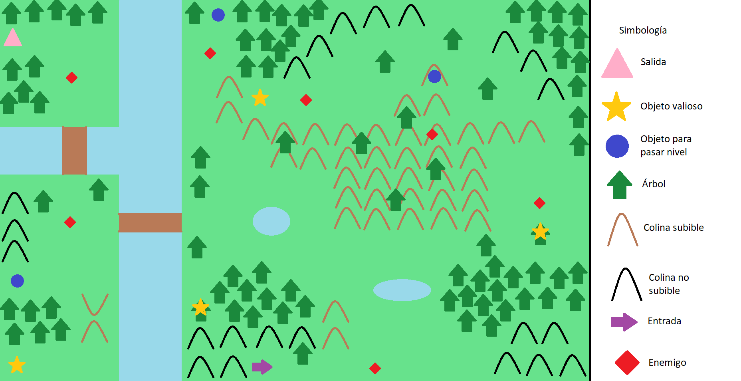 Simbología
Salida
Objeto valioso
Objeto para
pasar nivel
Árbol
Colina subible
Colina no
subible
Entrada
Enemigo